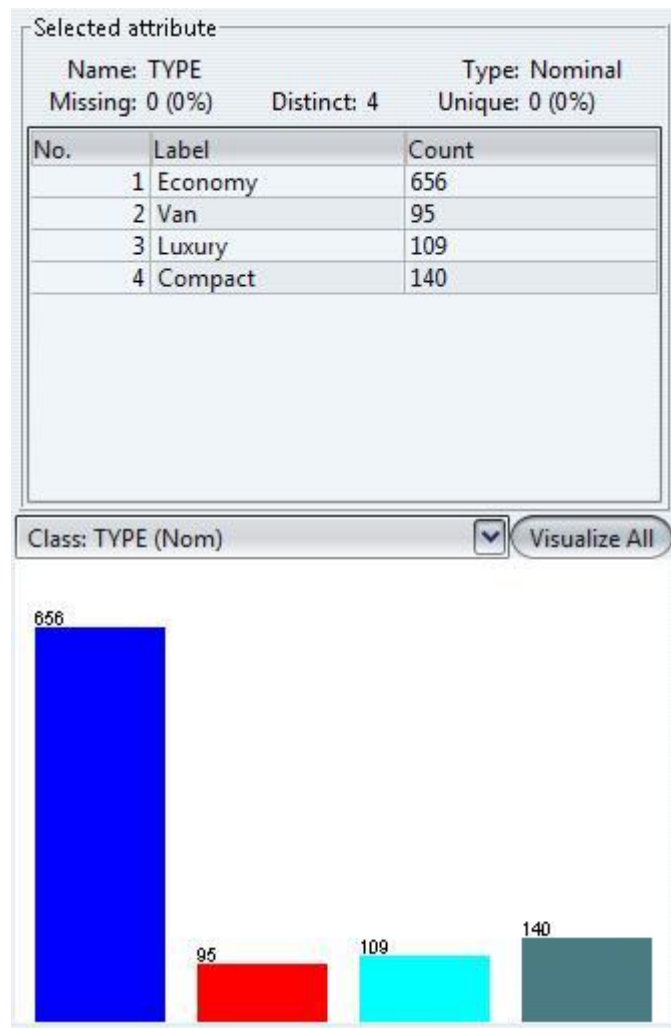 Selected attribute
Name: TYPE Type: Nominal
Missing: 0 (0%) Distinct: 4 Unique: 0 (0%)
No. Label Count
1 Economy 656
2 Van 95
3 Luxury 109
4 Compact 140
Class: TYPE (Nom) Visualize All
656
95
109
140